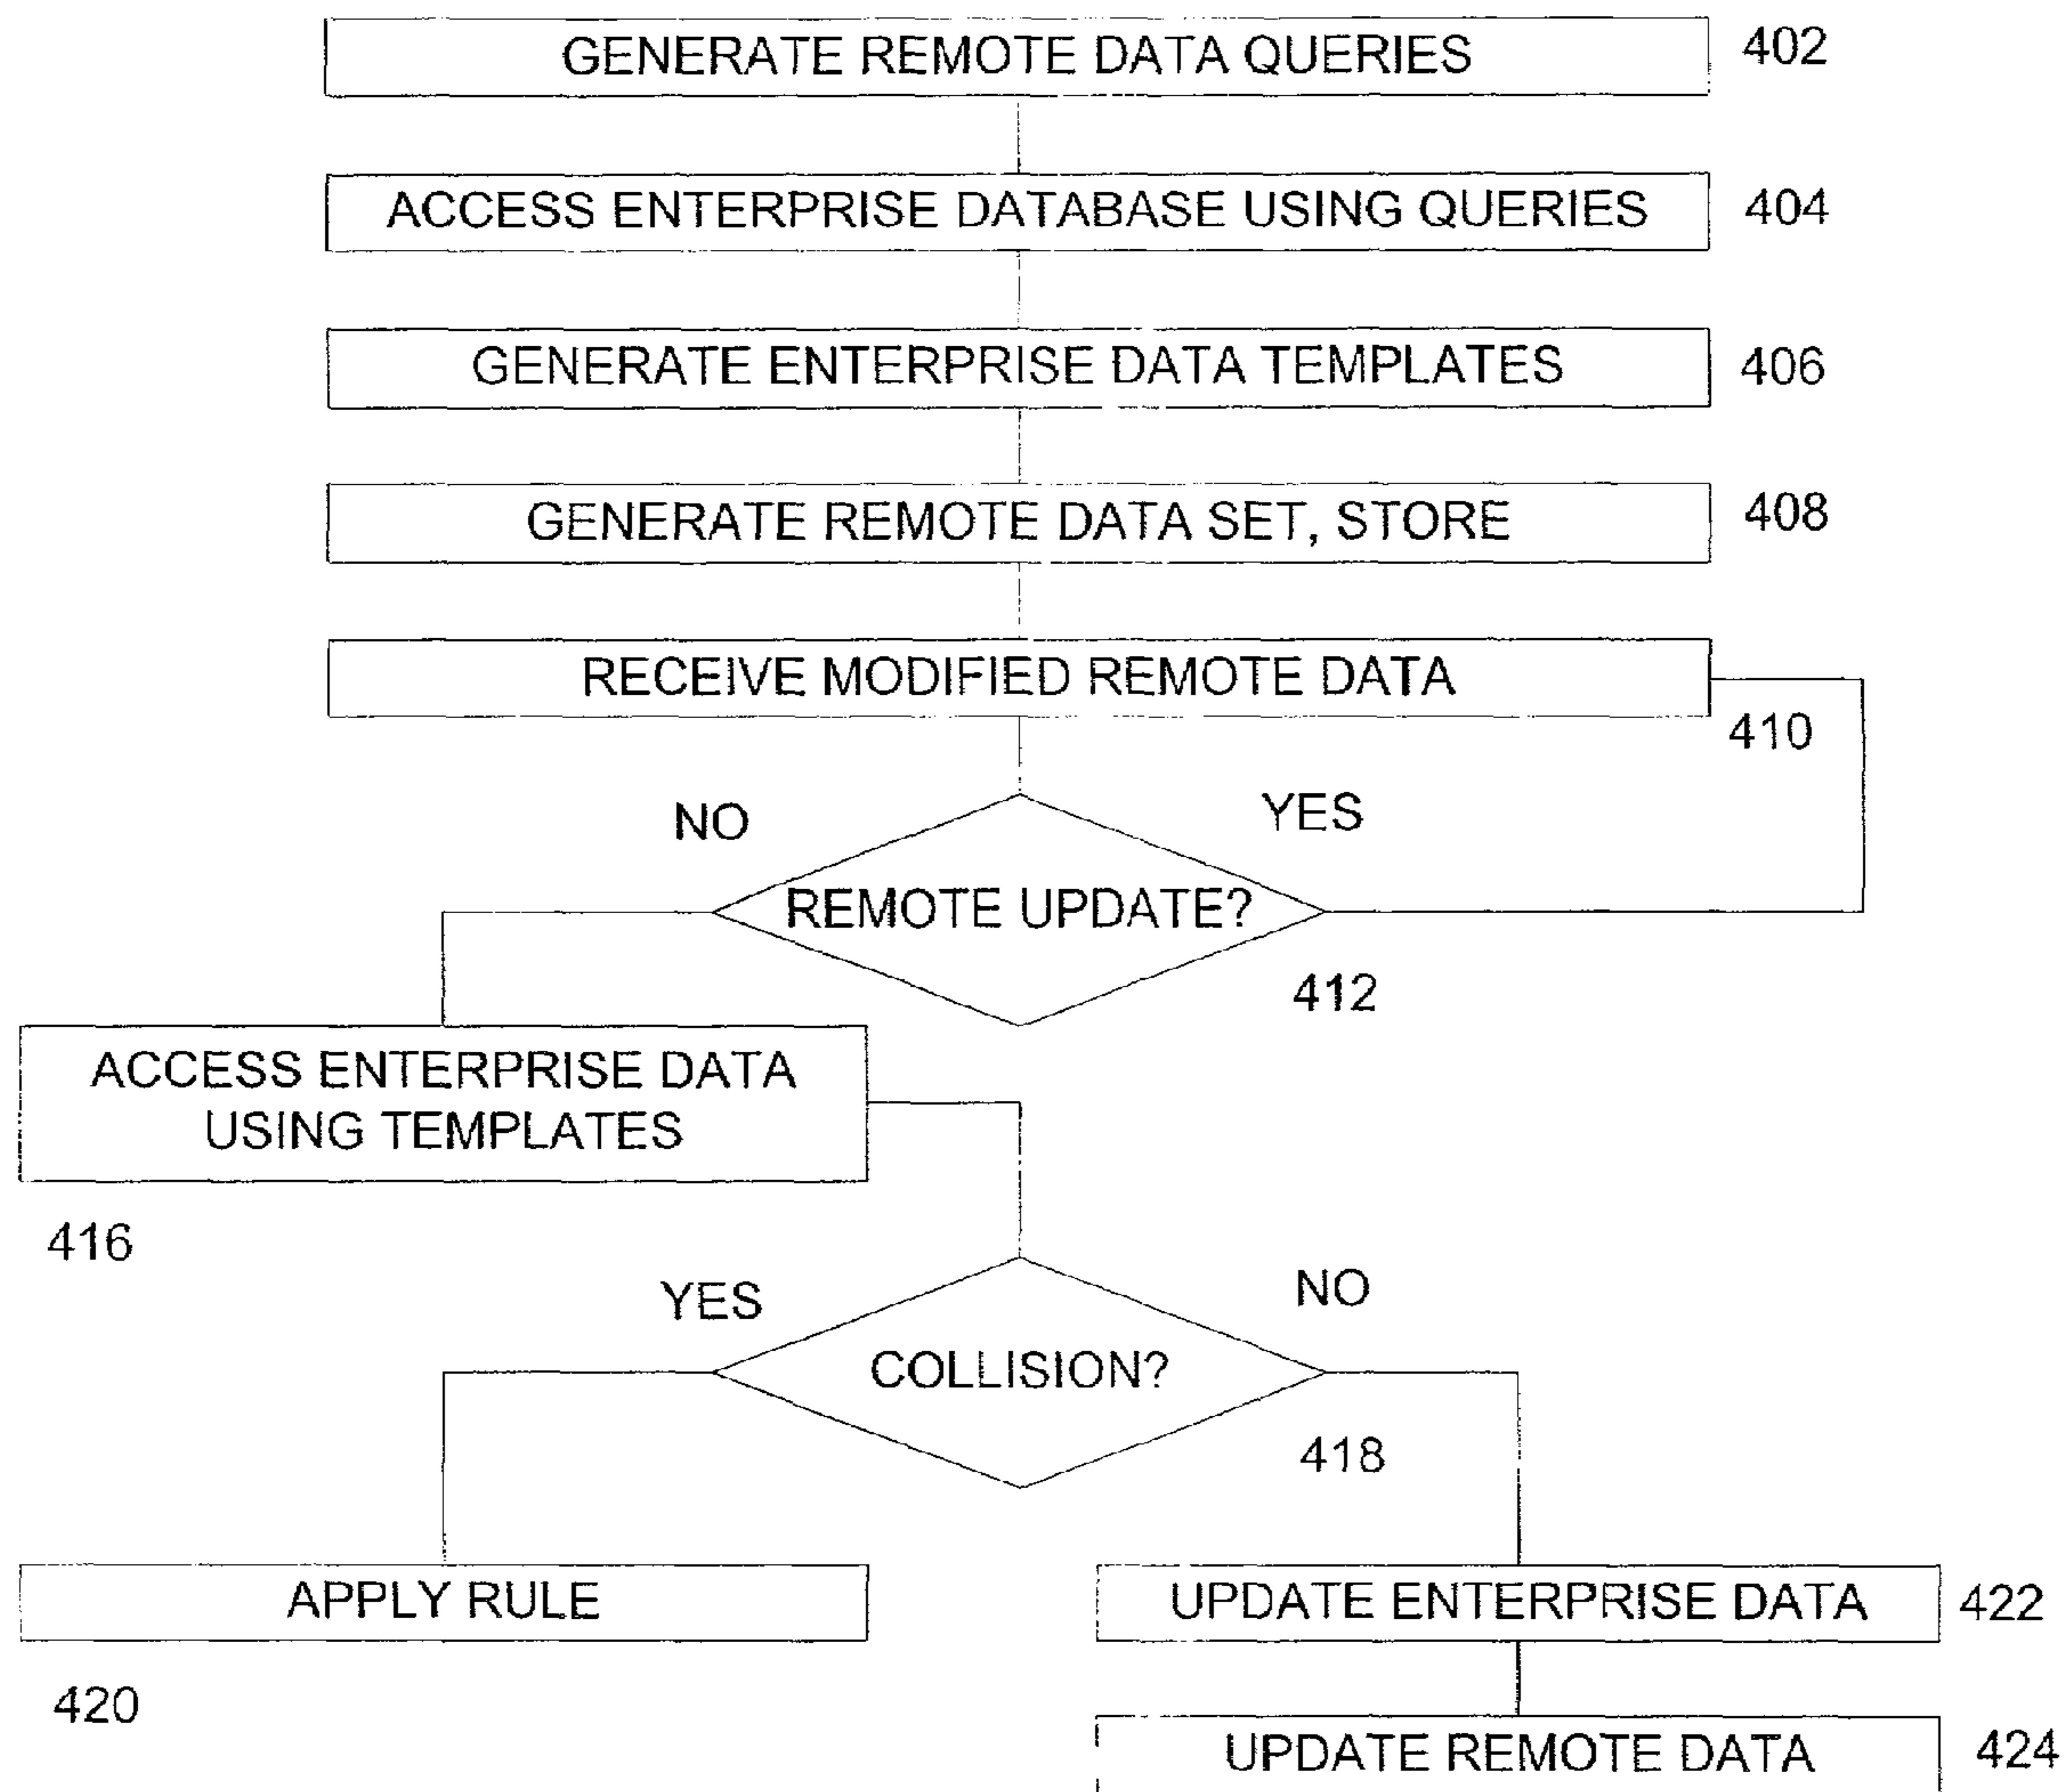 GENERATE REMOTE DATA QUERIES
402
ACCESS ENTERPRISE DATABASE USING QUERIES
404
GENERATE ENTERPRISE DATA TEMPLATES
406
GENERATE REMOTE DATA SET, STORE
408
RECEIVE MODIFIED REMOTE DATA
410
NO
YES
REMOTE UPDATE?
412
ACCESS ENTERPRISE DATA
USING TEMPLATES
416
YES
NO
COLLISION?
418
APPLY RULE
420
UPDATE ENTERPRISE DATA
422
UPDATE REMOTE DATA
424